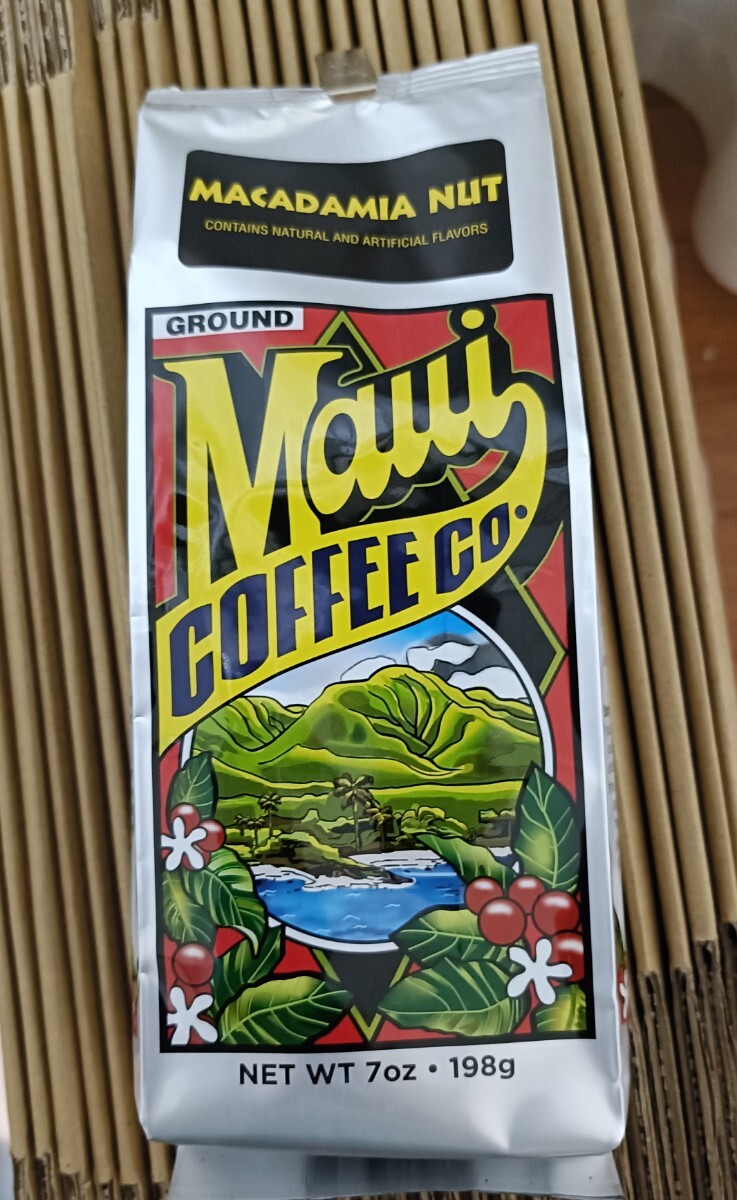 MACADAMIA NUT
CONTAINS NATURAL AND ARTIFICIAL FLAVORS
GROUND
Maui
COFFEE CO.
NET WT 7oz • 198g